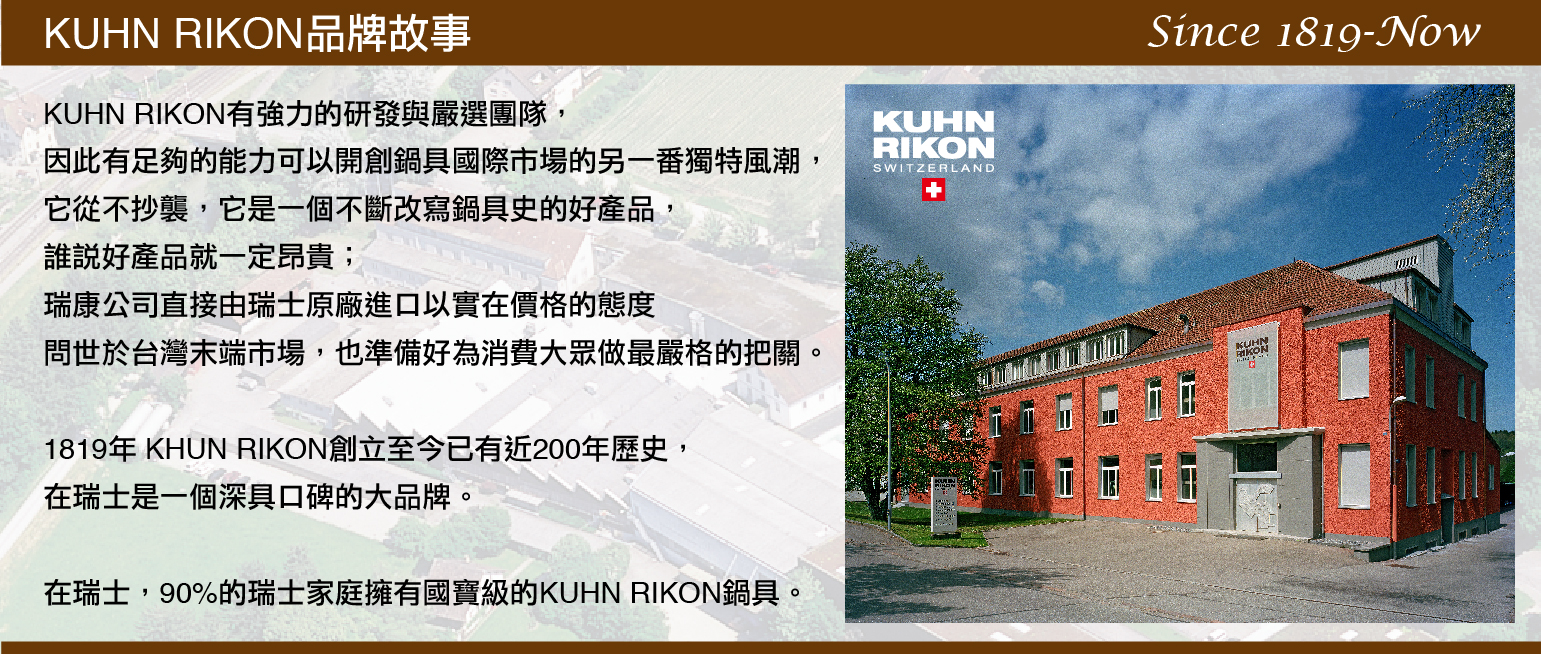 KUHN RIKON品牌故事
Since 1819-Now
KUHN RIKON有強力的研發與嚴選團隊，
因此有足夠的能力可以開創鍋具國際市場的另一番獨特風潮，
它從不抄襲，它是一個不斷改寫鍋具史的好產品，
誰說好產品就一定昂貴；
瑞康公司直接由瑞士原廠進口以實在價格的態度
問世於台灣末端市場，也準備好為消費大眾做最嚴格的把關。
1819年 KHUN RIKON創立至今已有近200年歷史，
在瑞士是一個深具口碑的大品牌。
在瑞士，90%的瑞士家庭擁有國寶級的KUHN RIKON鍋具。
KUHN
RIKON
SWITZERLAND
KUHN
RIKON
KUHN
RIKON